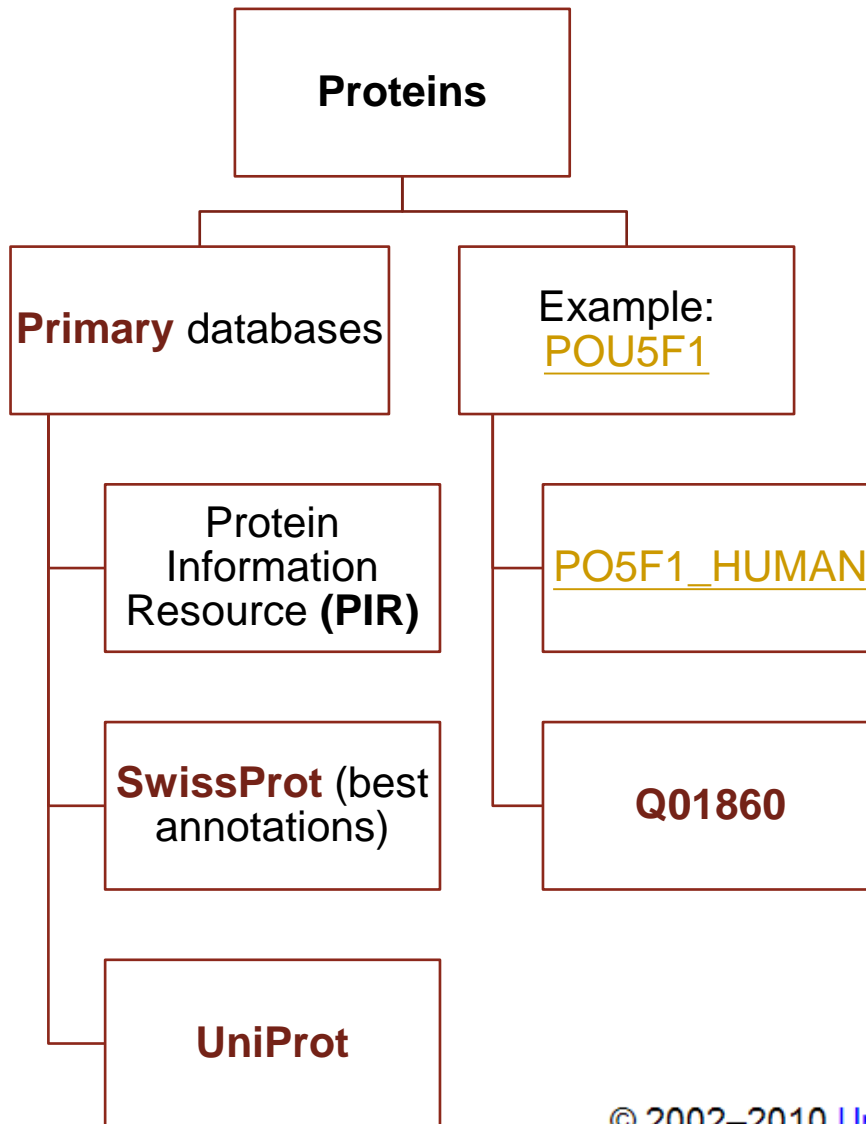 Proteins
Primary databases
Example:
POU5F1
Protein
Information
Resource (PIR)
PO5F1_HUMAN
SwissProt (best
annotations)
Q01860
UniProt
© 2002–2010